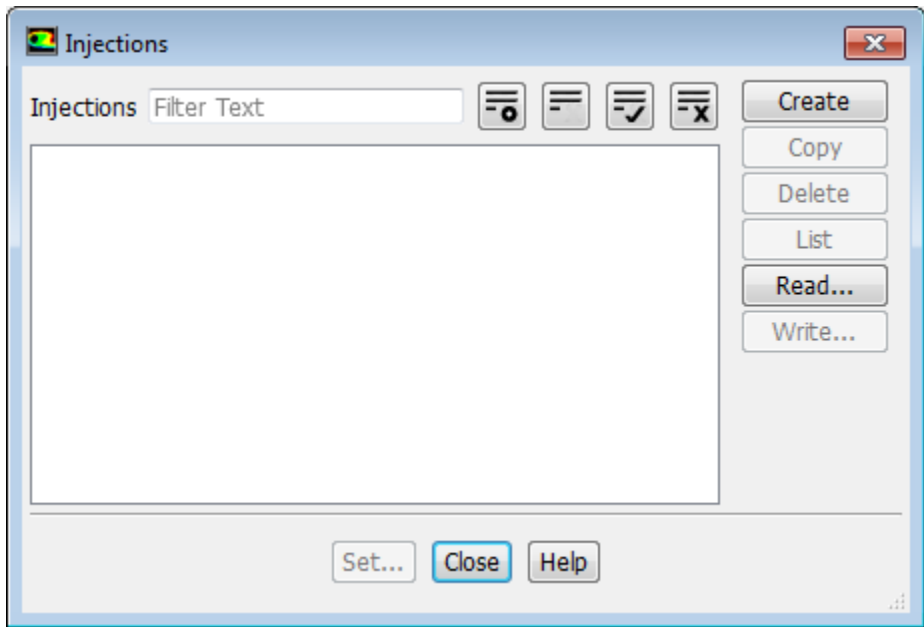 Injections
Injections Filter Text
Create
Copy
Delete
List
Read...
Write...
Set... Close Help